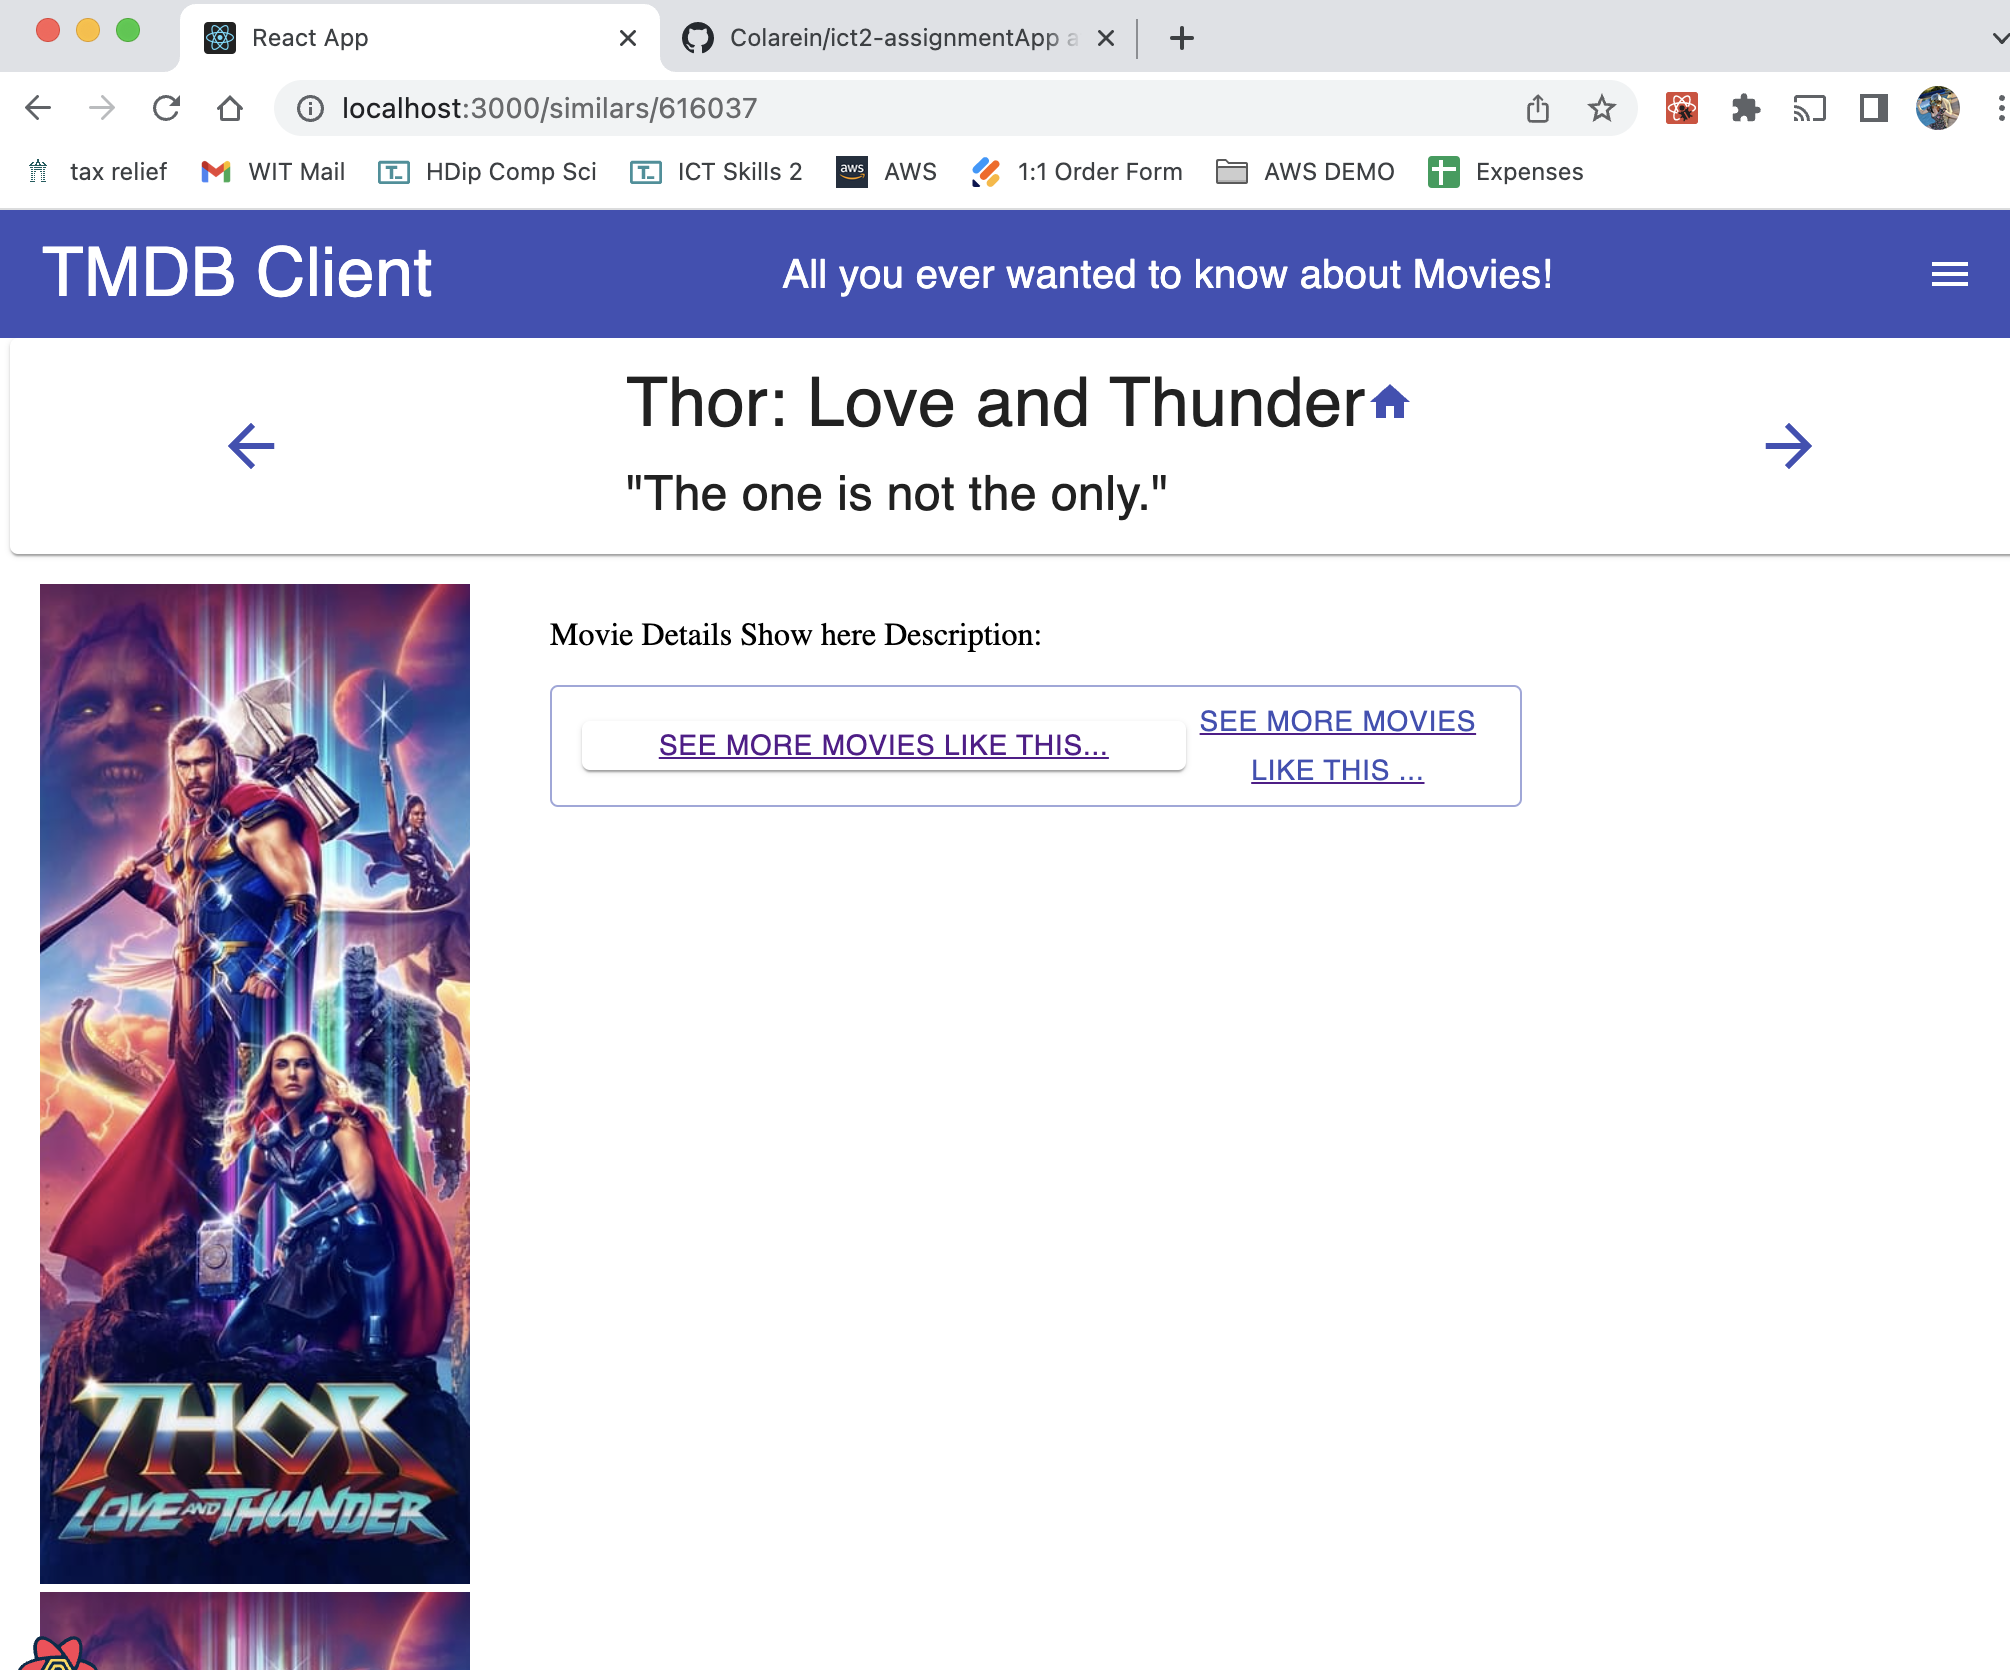 React App
Colarein/ict2-assignmentApp a
localhost:3000/similars/616037
tax relief
WIT Mail
T_ HDip Comp Sci
T_ ICT Skills 2
aws AWS
1:1 Order Form
AWS DEMO
Expenses
TMDB Client
All you ever wanted to know about Movies!
Thor: Love and Thunder
"The one is not the only."
Movie Details Show here Description:
SEE MORE MOVIES LIKE THIS...
SEE MORE MOVIES
LIKE THIS ...
THOR
LOVE AND THUNDER